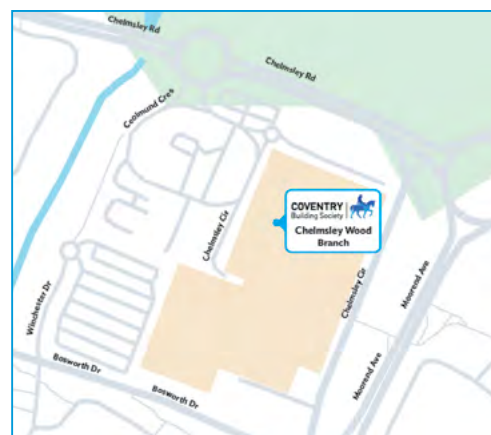 Chelmsley Rd
Chelmsley Rd
Coolmund Cres
COVENTRY
Building Society
Chelmsley Wood
Branch
Chelmsley Cir
Chelmsley Cir
Moorend Ave
Winchester Dr
Moorend Ave
Bosworth Dr
Bosworth Dr